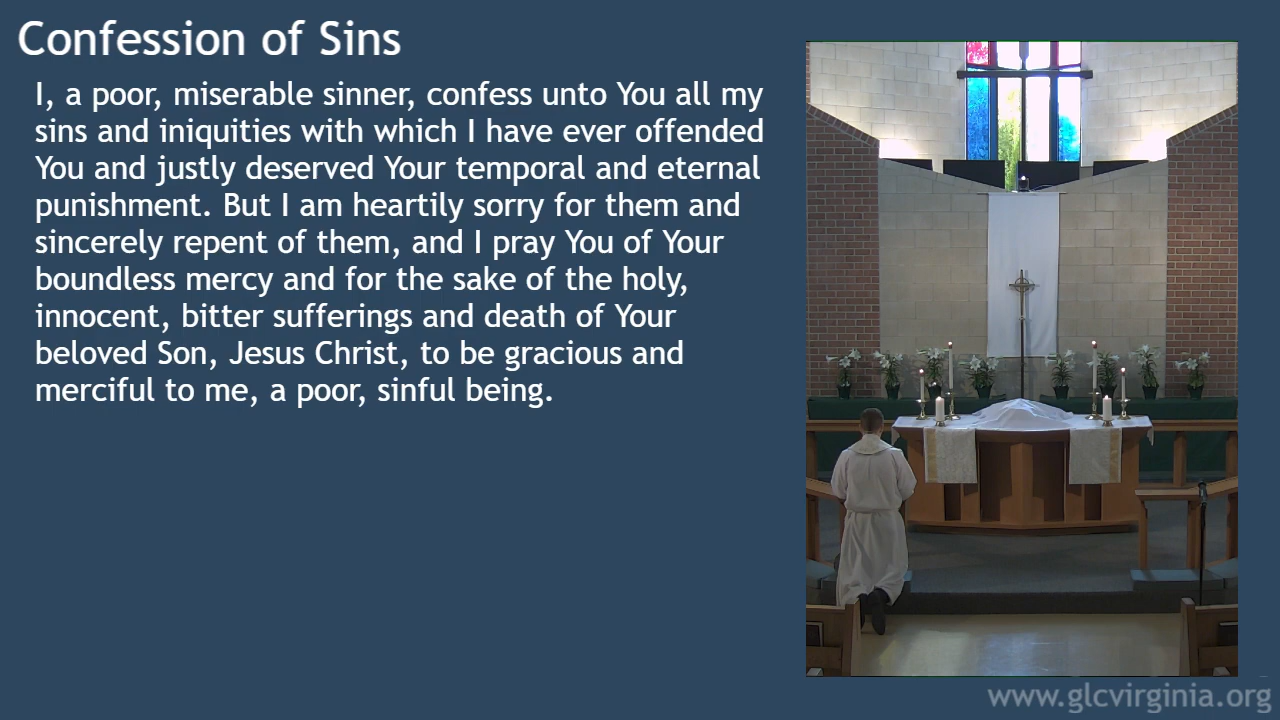 Confession of Sins
I, a poor, miserable sinner, confess unto You all my
sins and iniquities with which I have ever offended
You and justly deserved Your temporal and eternal
punishment. But I am heartily sorry for them and
sincerely repent of them, and I pray You of Your
boundless mercy and for the sake of the holy,
innocent, bitter sufferings and death of Your
beloved Son, Jesus Christ, to be gracious and
merciful to me, a poor, sinful being.
www.glcvirginia.org